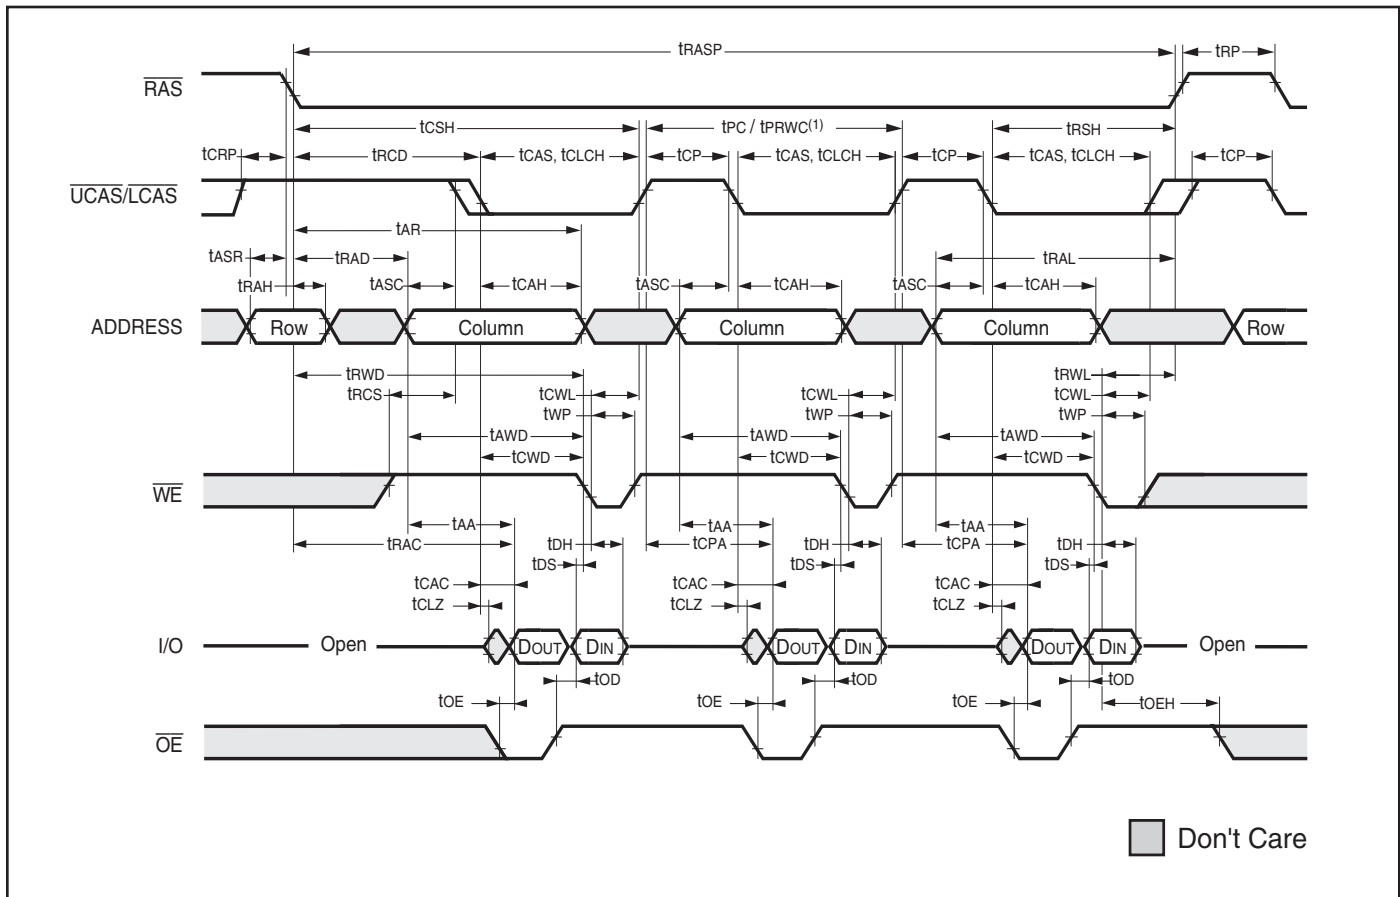 tRASP tRP
RAS
tCSH tPC / tPRWC(1) tRSH
tCRP tRCD tCAS, tCLCH tCP tCAS, tCLCH tCP tCAS, tCLCH tCP
UCAS/LCAS
tAR
tASR tRAD tRAL
tRAH tASC tCAH tASC tCAH tASC tCAH
ADDRESS Row Column Column Column Row
tRWD tRWL
tRCS tCWL tCWL tCWL
tWP tWP tWP
tAWD tAWD tAWD
tCWD tCWD tCWD
WE
tAA tAA tAA
tRAC tDH tCPA tDH tCPA tDH
tDS tDS tDS
tCAC tCAC tCAC
tCLZ tCLZ tCLZ
I/O Open DOUT DIN DOUT DIN DOUT DIN Open
tOD tOD tOD
tOE tOE tOE tOEH
OE
Don't Care